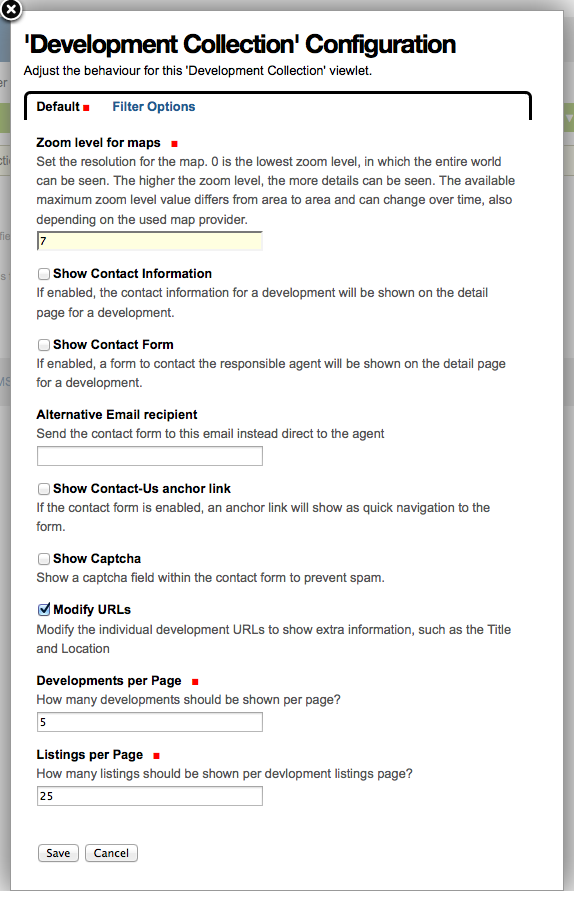 'Development Collection' Configuration
Adjust the behaviour for this 'Development Collection' viewlet.
Default Filter Options
Zoom level for maps
Set the resolution for the map. 0 is the lowest zoom level, in which the entire world
can be seen. The higher the zoom level, the more details can be seen. The available
maximum zoom level value differs from area to area and can change over time, also
depending on the used map provider.
7
Show Contact Information
If enabled, the contact information for a development will be shown on the detail
page for a development.
Show Contact Form
If enabled, a form to contact the responsible agent will be shown on the detail page
for a development.
Alternative Email recipient
Send the contact form to this email instead direct to the agent
Show Contact-Us anchor link
If the contact form is enabled, an anchor link will show as quick navigation to the
form.
Show Captcha
Show a captcha field within the contact form to prevent spam.
Modify URLs
Modify the individual development URLs to show extra information, such as the Title
and Location
Developments per Page
How many developments should be shown per page?
5
Listings per Page
How many listings should be shown per devlopment listings page?
25
Save Cancel